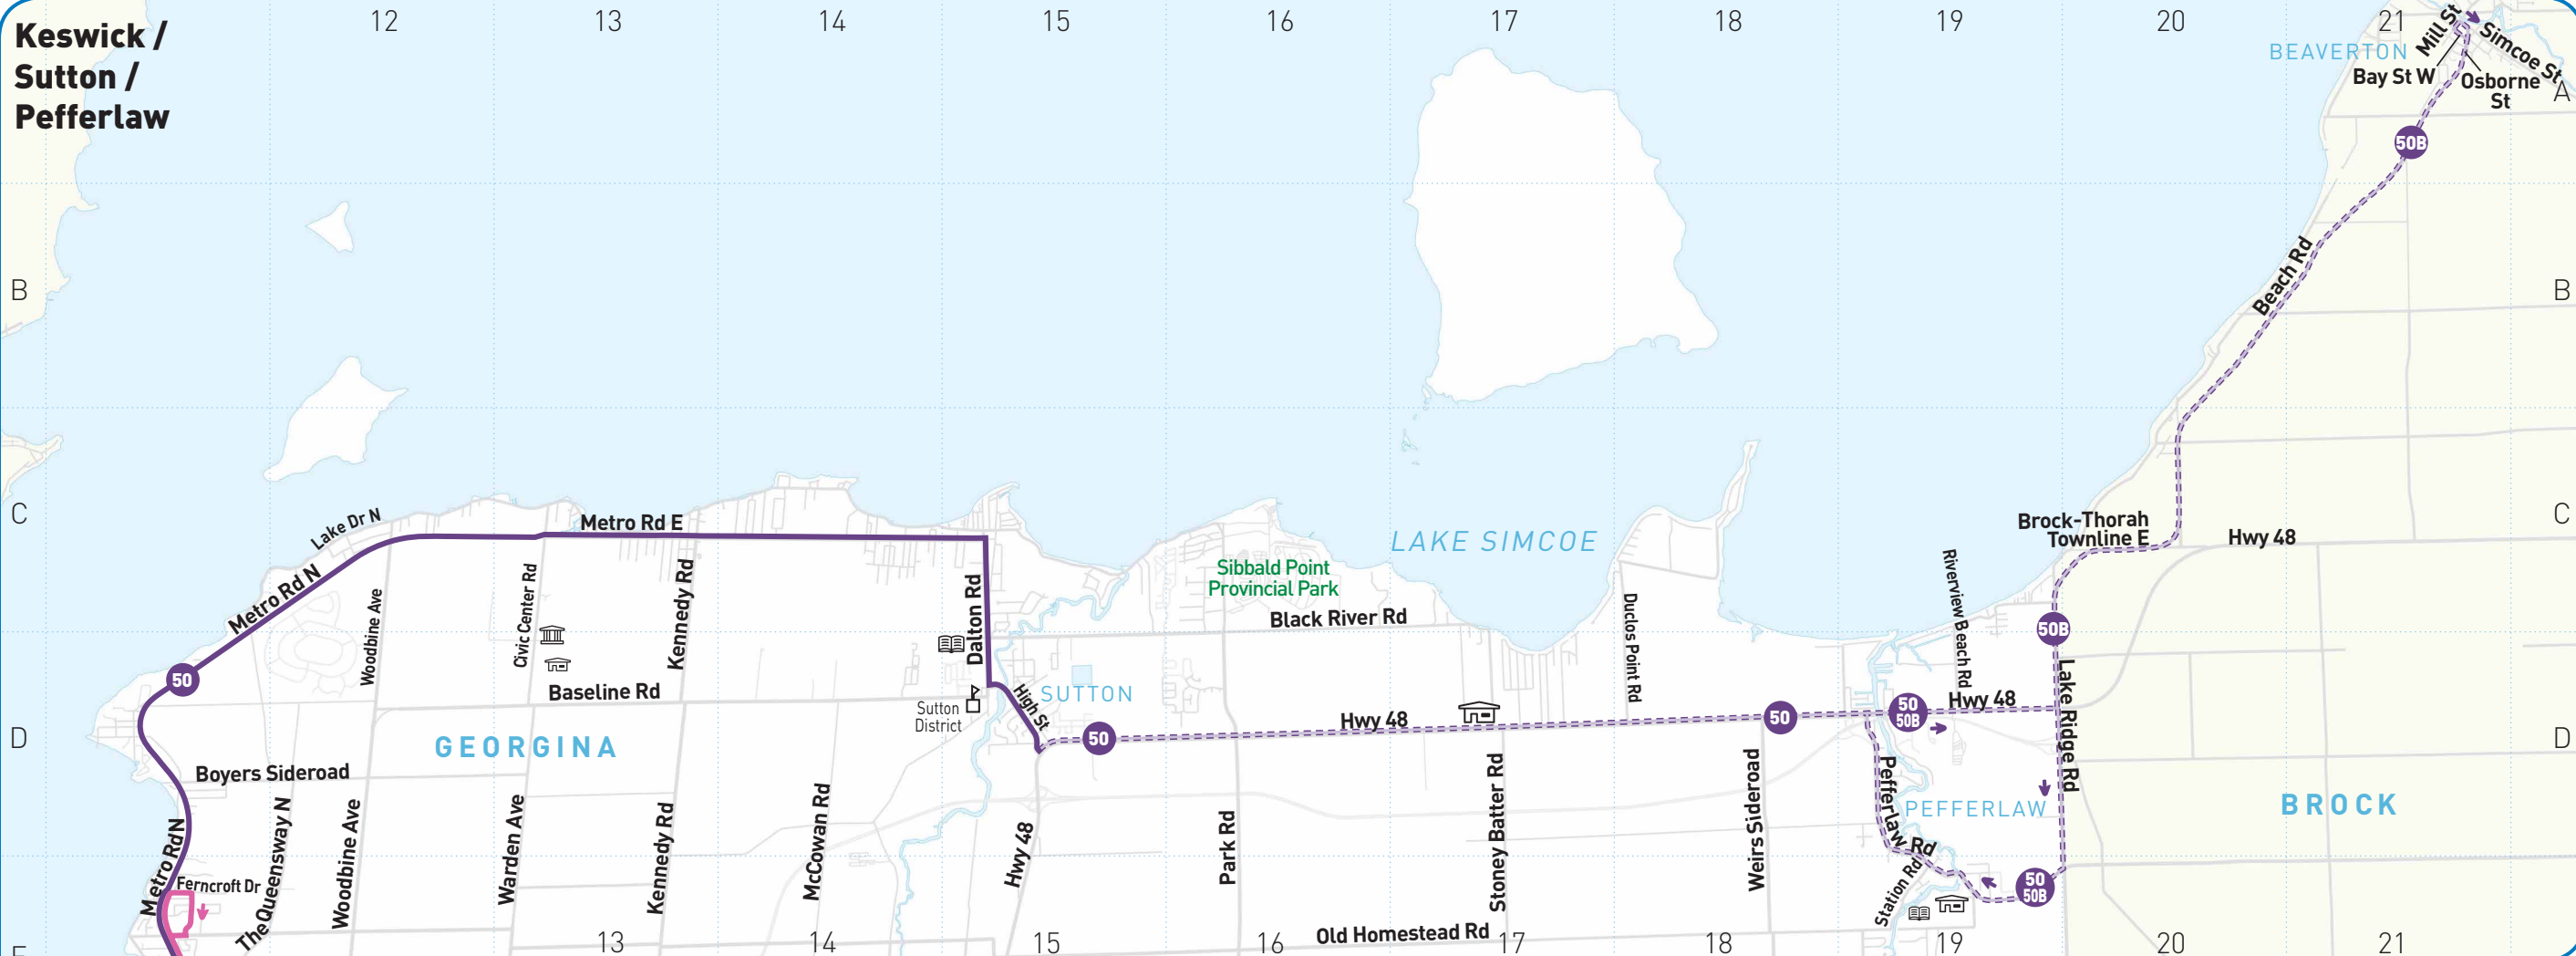 Keswick /
Sutton /
Pefferlaw
12
13
14
15
16
17
18
19
20
21
BEAVERTON
Mill St
Simcoe St
Bay St W
Osborne
St
A
50B
B
B
Beach Rd
C
C
Lake Dr N
Metro Rd E
LAKE SIMCOE
Brock-Thorah
Townline E
Hwy 48
Sibbald Point
Provincial Park
Metro Rd N
Woodbine Ave
Civic Center Rd
Kennedy Rd
Dalton Rd
Black River Rd
Duclos Point Rd
Riverview Beach Rd
50B
50
Baseline Rd
Sutton
District
High St
SUTTON
Hwy 48
50
50
50
50B
Hwy 48
Lake Ridge Rd
D
D
GEORGINA
Boyers Sideroad
Metro Rd N
The Queensway N
Woodbine Ave
Warden Ave
Kennedy Rd
McCowan Rd
Hwy 48
Park Rd
Stoney Batter Rd
Weirs Sideroad
Pefferlaw Rd
PEFFERLAW
BROCK
Ferncroft Dr
Station Rd
50
50B
Old Homestead Rd
E
13
14
15
16
17
18
19
20
21